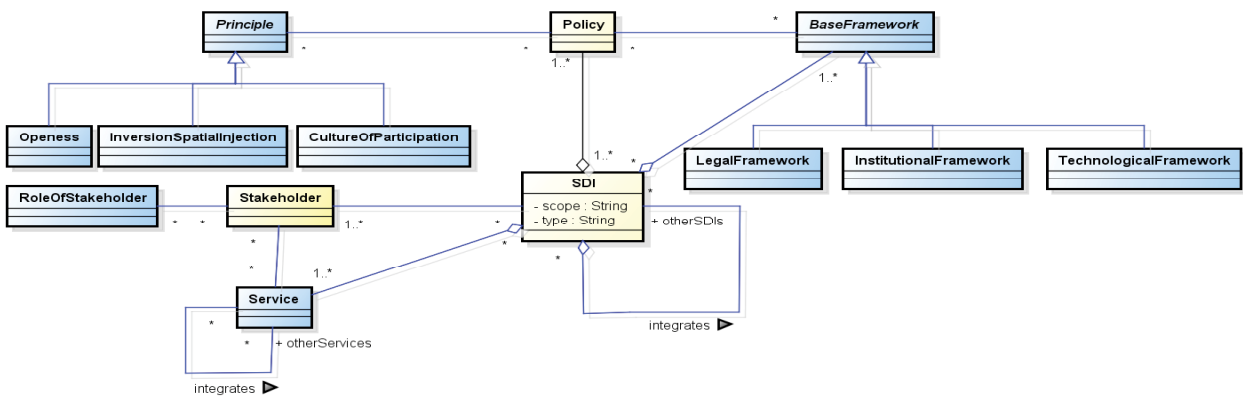 Principle
Policy
BaseFramework
*
*
*
*
1..*
1..*
Openess
InversionSpatialInjection
CultureOfParticipation
1..*
*
LegalFramework
InstitutionalFramework
TechnologicalFramework
RoleOfStakeholder
Stakeholder
SDI
- scope : String
- type : String
*
+ otherSDIs
*
*
1..*
*
*
*
*
*
1..*
Service
*
*
+ otherServices
integrates
integrates